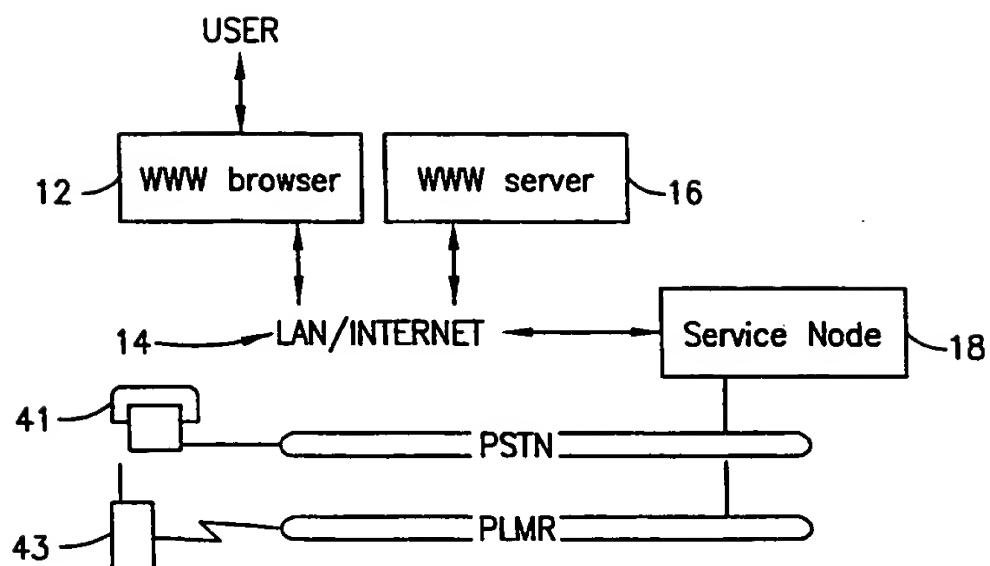 USER
12 WWW browser WWW server 16
14 LAN/INTERNET Service Node 18
41 PSTN
43 PLMR